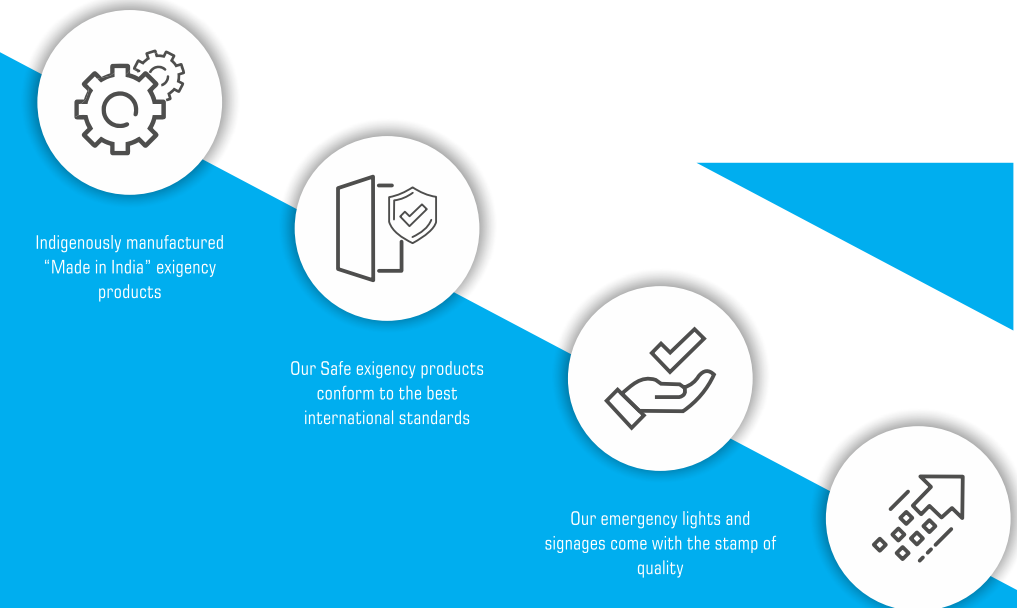 Indigenously manufactured
“Made in India” exigency
products
Our Safe exigency products
conform to the best
international standards
Our emergency lights and
signages come with the stamp of
quality